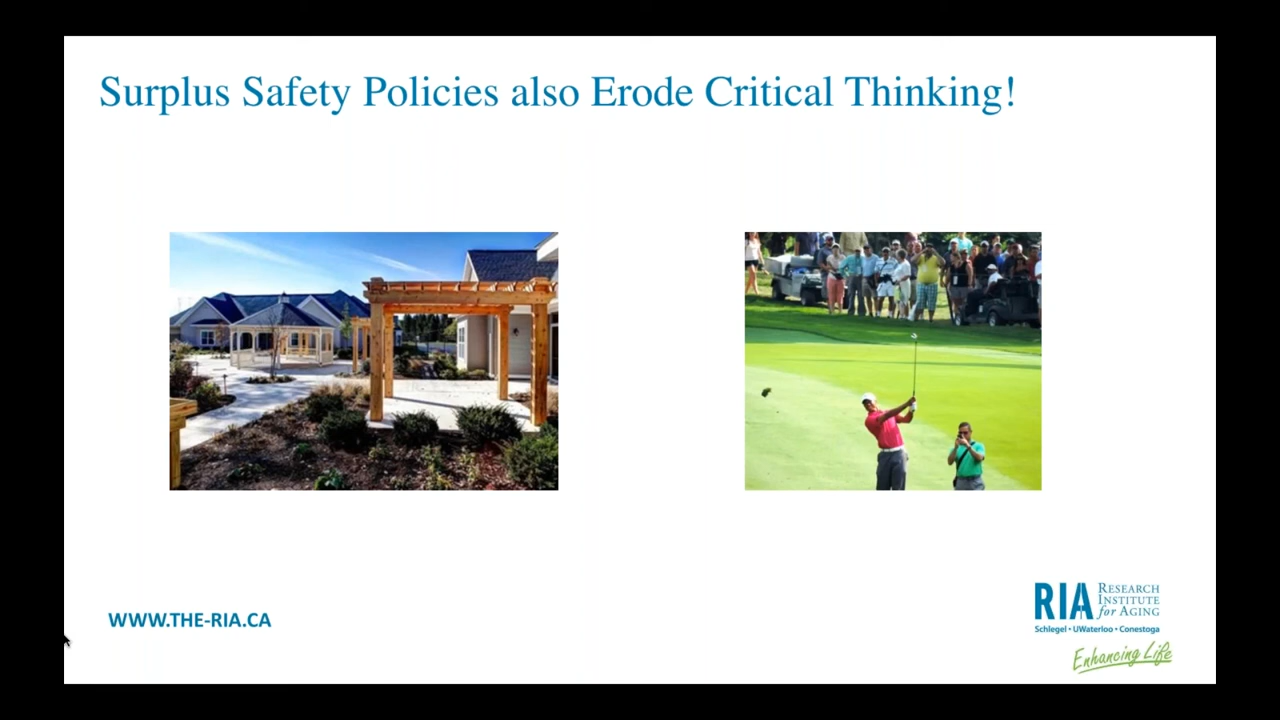 Surplus Safety Policies also Erode Critical Thinking!
WWW.THE-RIA.CA
RIA RESEARCH
INSTITUTE
for AGING
Schlegel • UWaterloo • Conestoga
Enhancing Life